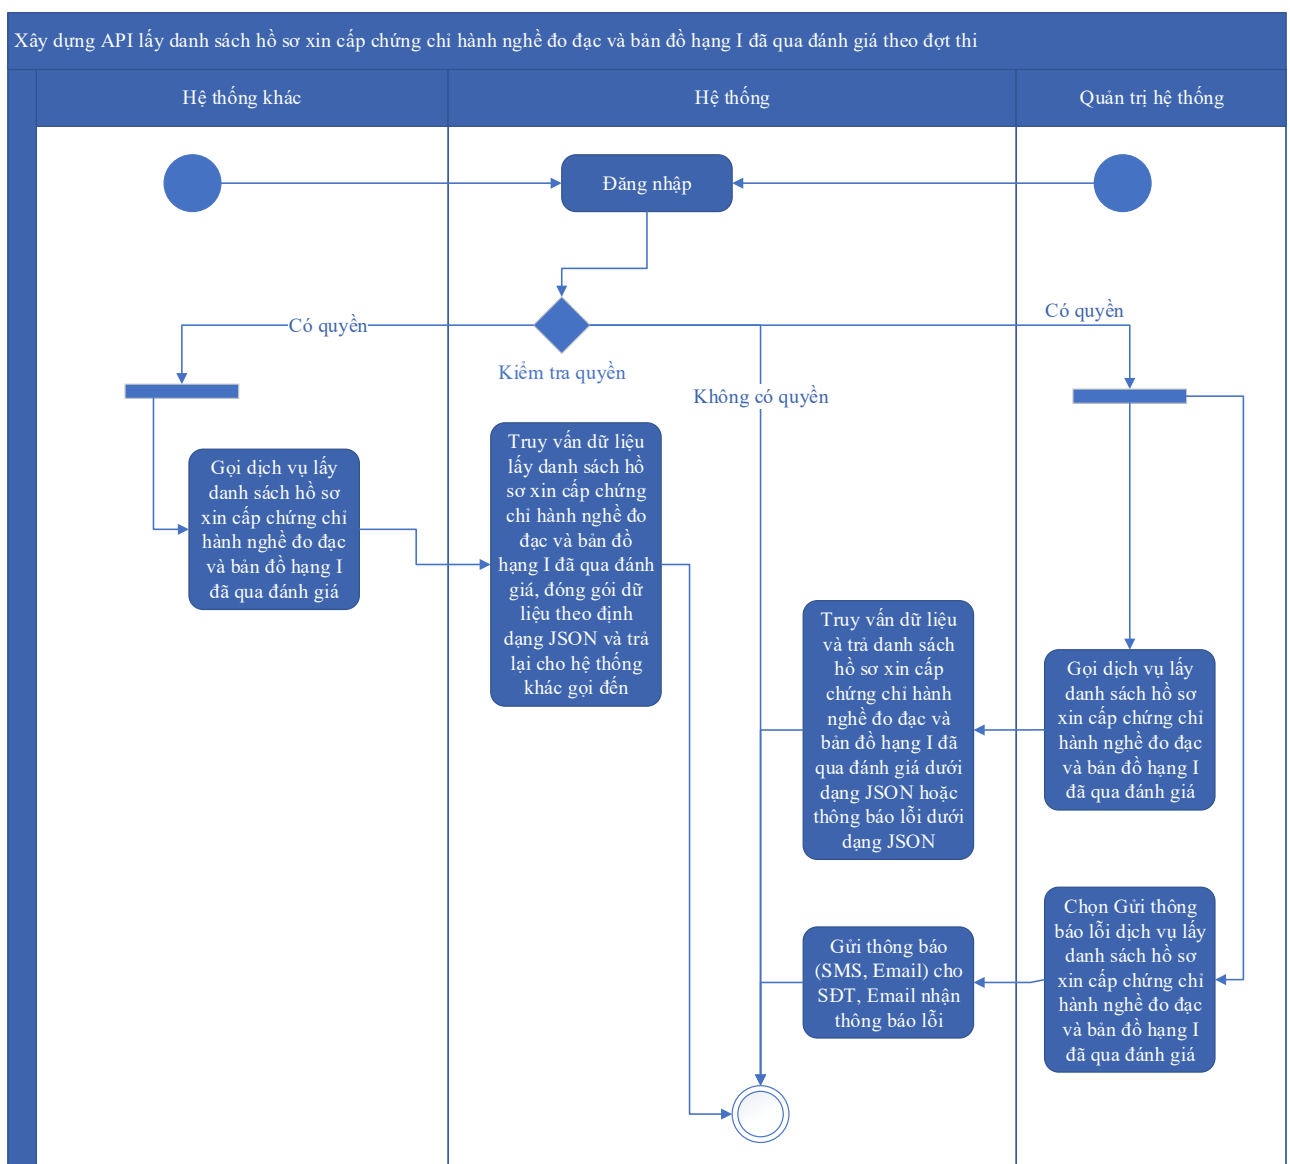 Xây dựng API lấy danh sách hồ sơ xin cấp chứng chỉ hành nghề đo đạc và bản đồ hạng I đã qua đánh giá theo đợt thi
Hệ thống khác
Hệ thống
Quản trị hệ thống
Đăng nhập
Có quyền
Có quyền
Kiểm tra quyền
Không có quyền
Gọi dịch vụ lấy
danh sách hồ sơ
xin cấp chứng chỉ
hành nghề đo đạc
và bản đồ hạng I
đã qua đánh giá
Truy vấn dữ liệu
lấy danh sách hồ
sơ xin cấp chứng
chỉ hành nghề đo
đạc và bản đồ
hạng I đã qua đánh
giá, đóng gói dữ
liệu theo định
dạng JSON và trả
lại cho hệ thống
khác gọi đến
Truy vấn dữ liệu
và trả danh sách
hồ sơ xin cấp
chứng chỉ hành
nghề đo đạc và
bản đồ hạng I đã
qua đánh giá dưới
dạng JSON hoặc
thông báo lỗi dưới
dạng JSON
Gọi dịch vụ lấy
danh sách hồ sơ
xin cấp chứng chỉ
hành nghề đo đạc
và bản đồ hạng I
đã qua đánh giá
Gửi thông báo
(SMS, Email) cho
SĐT, Email nhận
thông báo lỗi
Chọn Gửi thông
báo lỗi dịch vụ lấy
danh sách hồ sơ
xin cấp chứng chỉ
hành nghề đo đạc
và bản đồ hạng I
đã qua đánh giá